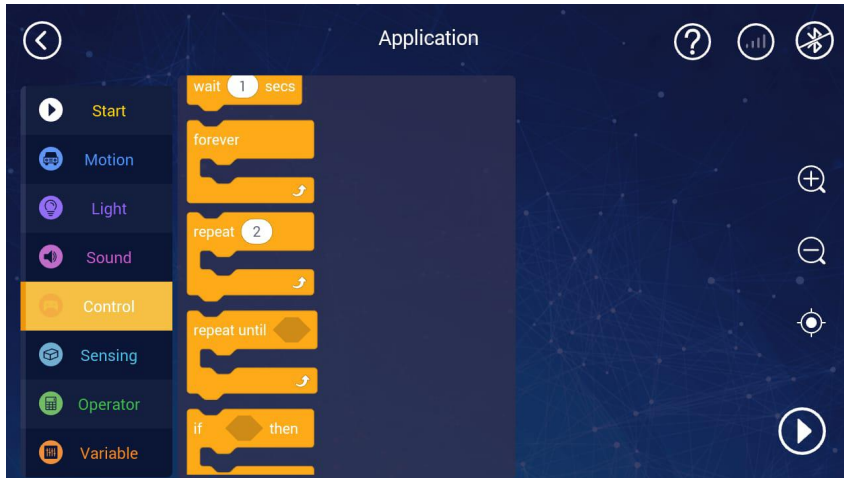 Application
Start
Motion
Light
Sound
Control
Sensing
Operator
Variable
wait 1 secs
forever
repeat 2
repeat until
if then
?